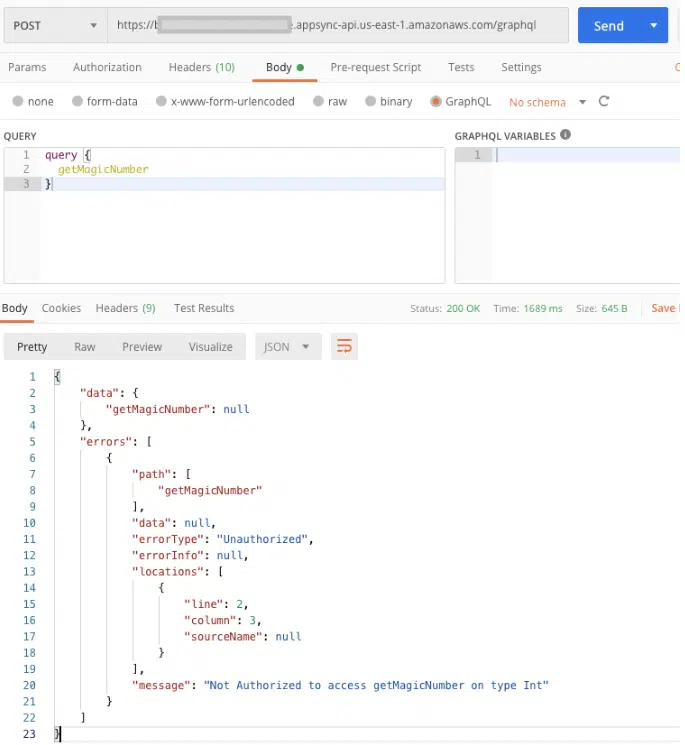 POST https://b .appsync-api.us-east-1.amazonaws.com/graphql Send
Params Authorization Headers (10) Body Pre-request Script Tests Settings
none form-data x-www-form-urlencoded raw binary GraphQL No schema
QUERY GRAPHQL VARIABLES
1 query { 1
2 getMagicNumber
3 }
Body Cookies Headers (9) Test Results Status: 200 OK Time: 1689 ms Size: 645 B Save
Pretty Raw Preview Visualize JSON
1 {
2 "data": {
3 "getMagicNumber": null
4 },
5 "errors": [
6 {
7 "path": [
8 "getMagicNumber"
9 ],
10 "data": null,
11 "errorType": "Unauthorized",
12 "errorInfo": null,
13 "locations": [
14 {
15 "line": 2,
16 "column": 3,
17 "sourceName": null
18 }
19 ],
20 "message": "Not Authorized to access getMagicNumber on type Int"
21 }
22 ]
23 }